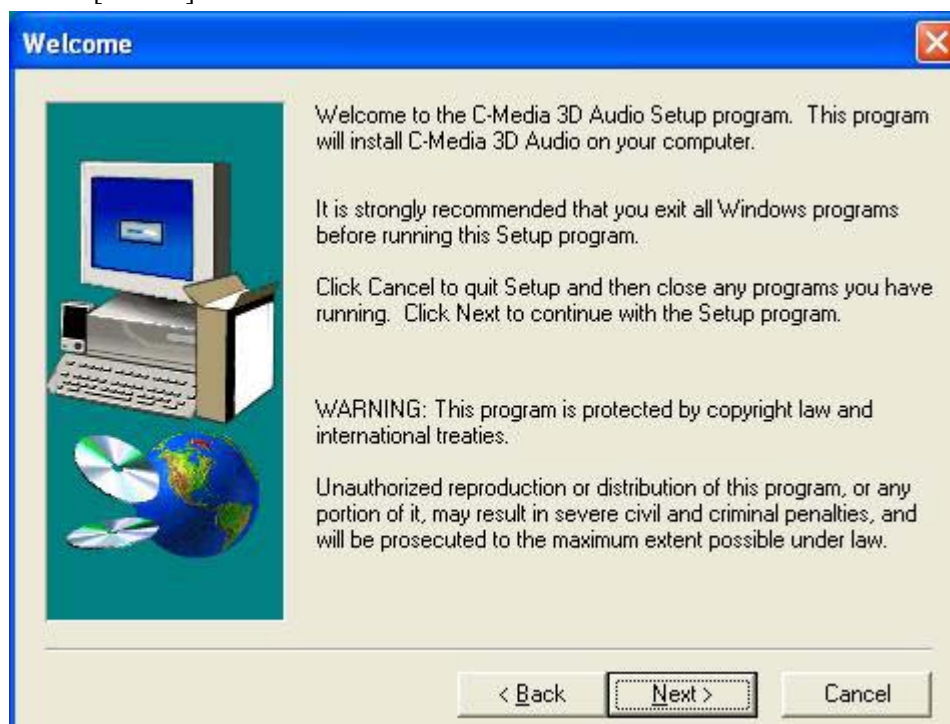 Welcome
Welcome to the C-Media 3D Audio Setup program.  This program
will install C-Media 3D Audio on your computer.
It is strongly recommended that you exit all Windows programs
before running this Setup program.
Click Cancel to quit Setup and then close any programs you have
running.  Click Next to continue with the Setup program.
WARNING: This program is protected by copyright law and
international treaties.
Unauthorized reproduction or distribution of this program, or any
portion of it, may result in severe civil and criminal penalties, and
will be prosecuted to the maximum extent possible under law.
< Back
Next >
Cancel